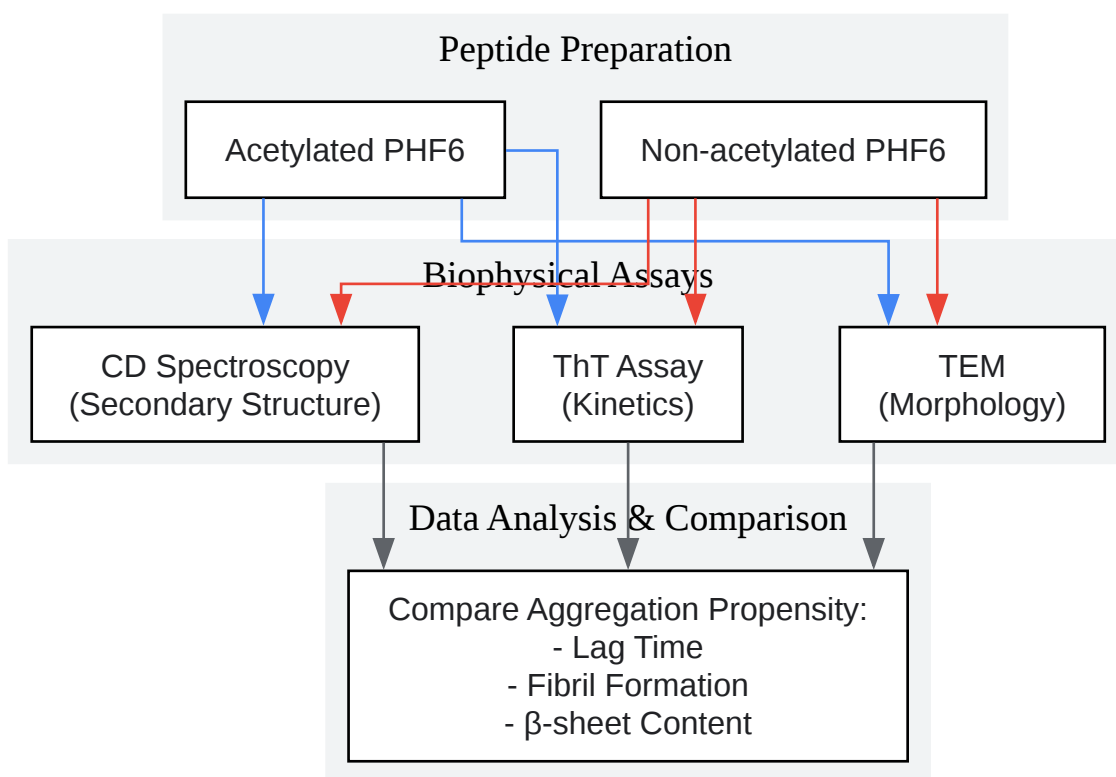 Peptide Preparation
Acetylated PHF6
Non-acetylated PHF6
Biophysical Assays
CD Spectroscopy
(Secondary Structure)
ThT Assay
(Kinetics)
TEM
(Morphology)
Data Analysis & Comparison
Compare Aggregation Propensity:
- Lag Time
- Fibril Formation
- β-sheet Content